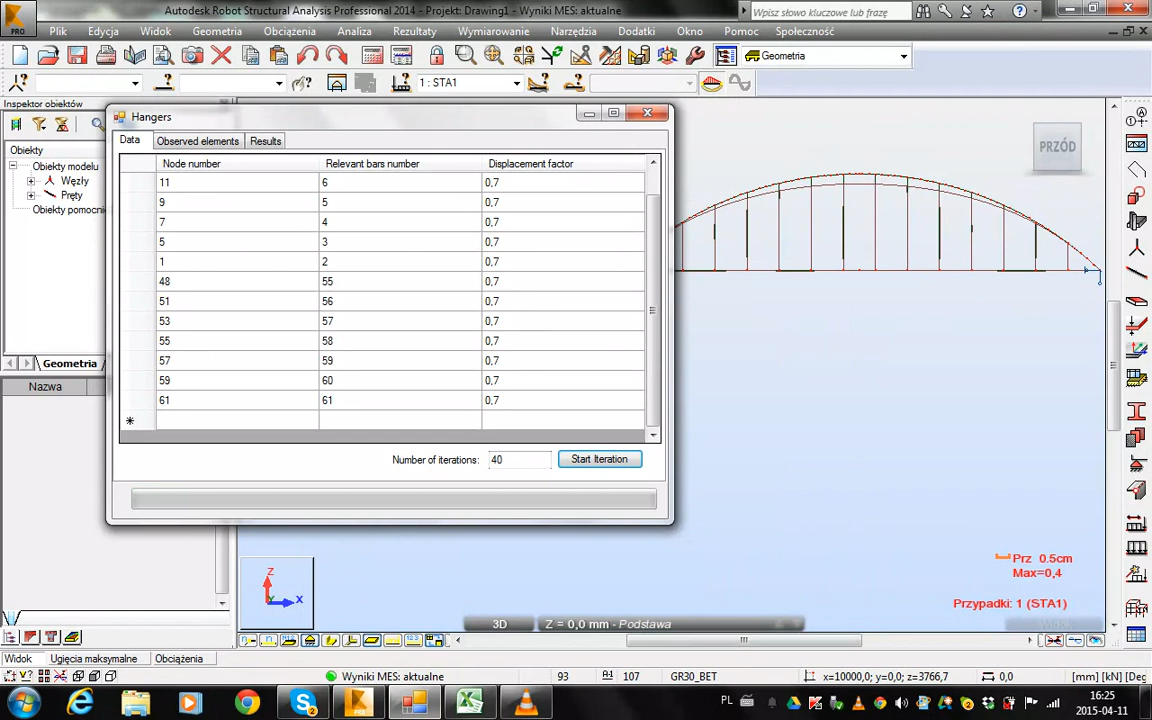 Autodesk Robot Structural Analysis Professional 2014 - Projekt: Drawing1 - Wyniki MES: aktualne
Wpisz słowo kluczowe lub frazę
PRO
Plik Edycja Widok Geometria Obciążenia Analiza Rezultaty Wymiarowanie Narzędzia Dodatki Okno Pomoc Społeczność
Geometria
1 : STA1
Inspektor obiektów
Obiekty
Obiekty modelu
Węzły
Pręty
Obiekty pomocnic
Geometria
Nazwa
Hangers
Data Observed elements Results
Node number Relevant bars number Displacement factor
11 6 0,7
9 5 0,7
7 4 0,7
5 3 0,7
1 2 0,7
48 55 0,7
51 56 0,7
53 57 0,7
55 58 0,7
57 59 0,7
59 60 0,7
61 61 0,7
Number of iterations: 40 Start Iteration
PRZÓD
Prz 0.5cm
Max=0,4
Przypadki: 1 (STA1)
Z
Y X
3D Z = 0,0 mm - Podstawa
Widok Ugięcia maksymalne Obciążenia
Wyniki MES: aktualne 93 107 GR30_BET x=10000,0; y=0,0; z=3766,7 0,0 [mm] [kN] [Deg
PL 16:25
2015-04-11